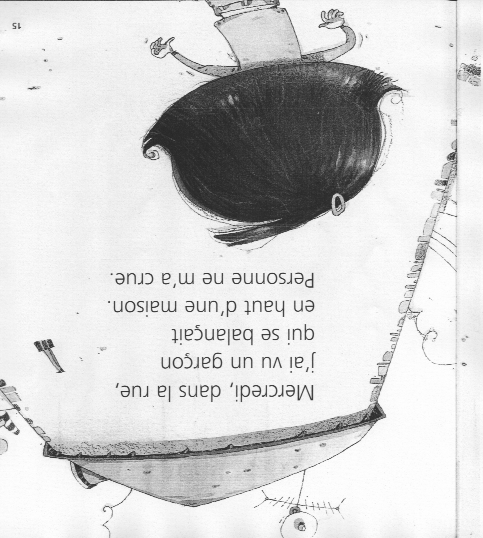 Mercredi, dans la rue,
j'ai vu un garçon
qui se balançait
en haut d'une maison.
Personne ne m'a crue.
15